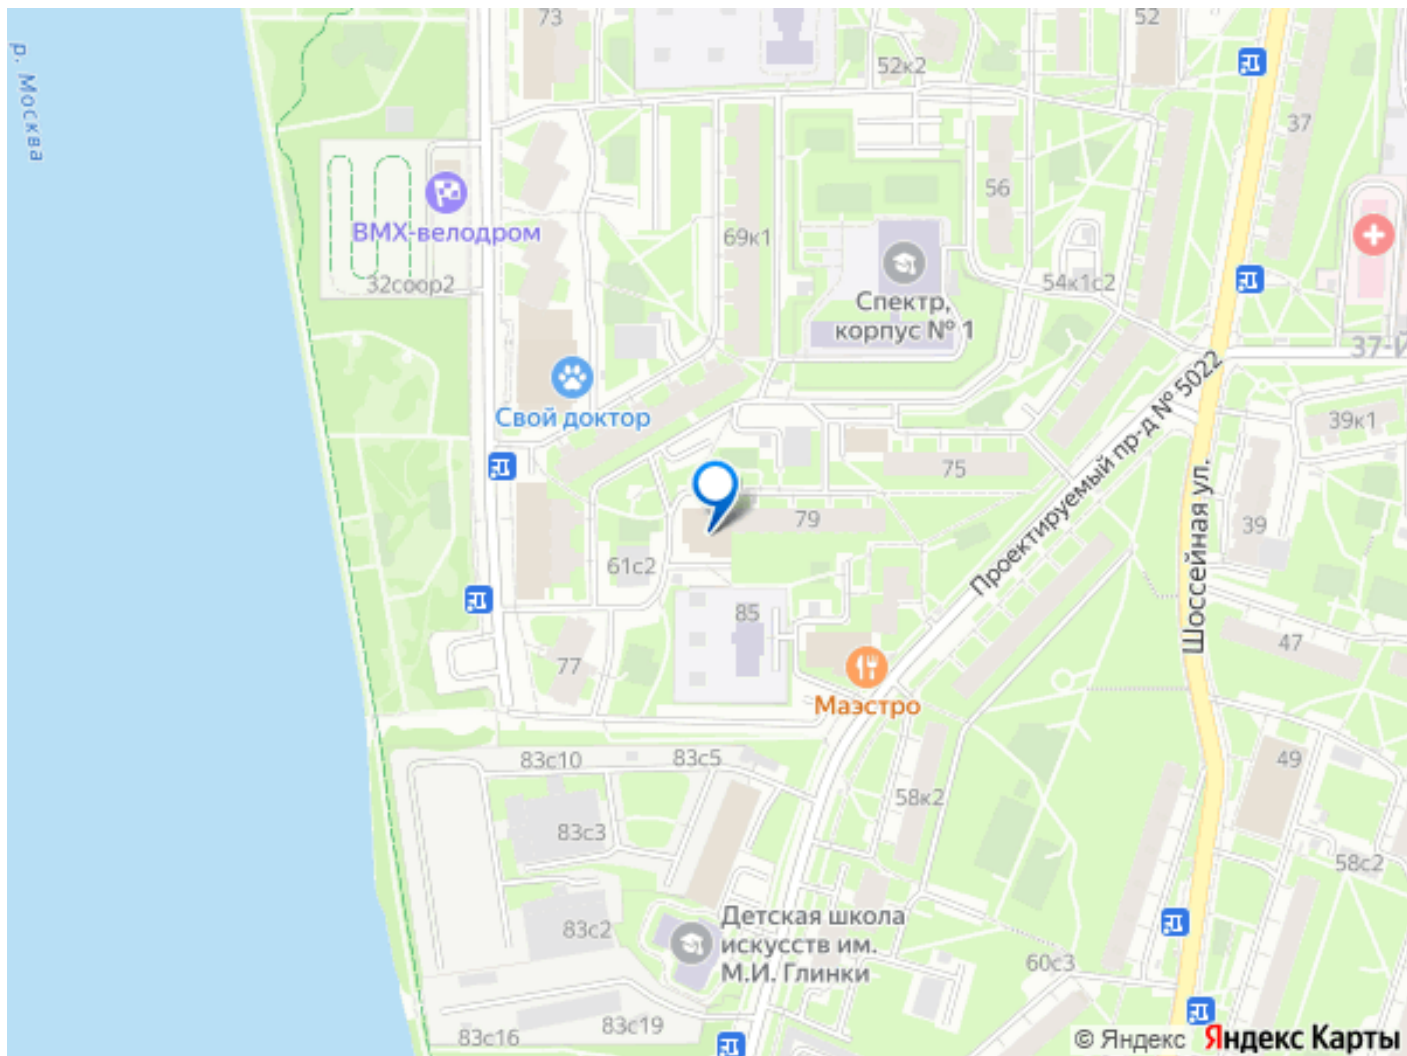 73
52
52к2
р. Москва
37
56
BMX-велодром
69к1
32соор2
54к1с2
Спектр,
корпус № 1
37-й
Свой доктор
39к1
75
Проектируемый пр-д № 5022
Шоссейная ул.
79
39
61с2
85
47
77
Маэстро
83с10
83с5
49
58к2
83с3
58с2
83с2
Детская школа
искусств им.
М.И. Глинки
60с3
83с16
83с19
© Яндекс Яндекс Карты